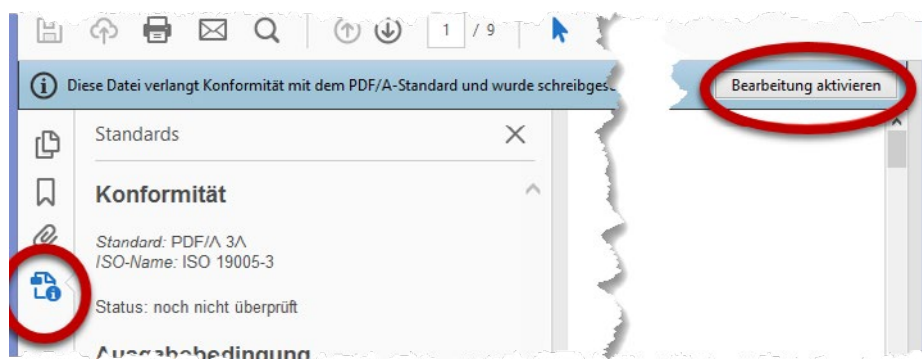 1 / 9
Diese Datei verlangt Konformität mit dem PDF/A-Standard und wurde
Bearbeitung aktivieren
Standards
Konformität
Standard: PDF/A 3A
ISO-Name: ISO 19005-3
Status: noch nicht überprüft
Ausgabebedingung